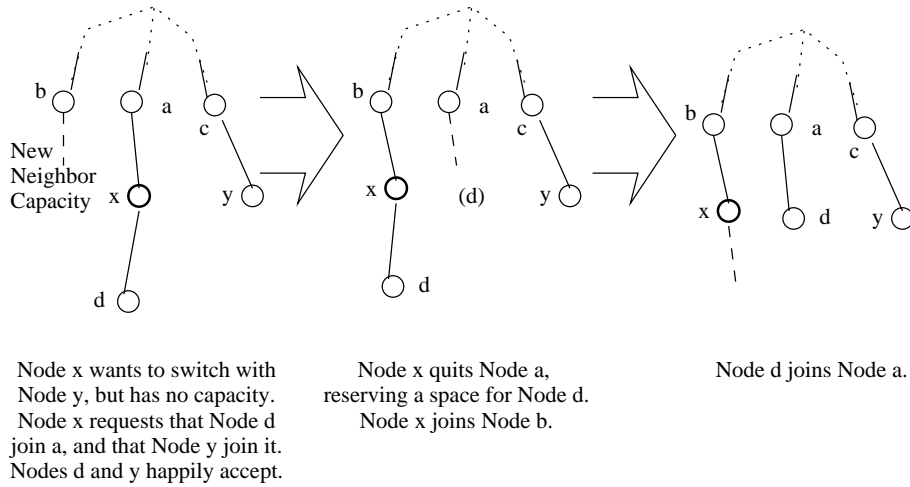 b
a
c
New
Neighbor
Capacity
x
y
d
b
a
c
x
(d)
y
d
b
a
c
x
d
y
Node x wants to switch with
Node y, but has no capacity.
Node x requests that Node d
join a, and that Node y join it.
Nodes d and y happily accept.
Node x quits Node a,
reserving a space for Node d.
Node x joins Node b.
Node d joins Node a.